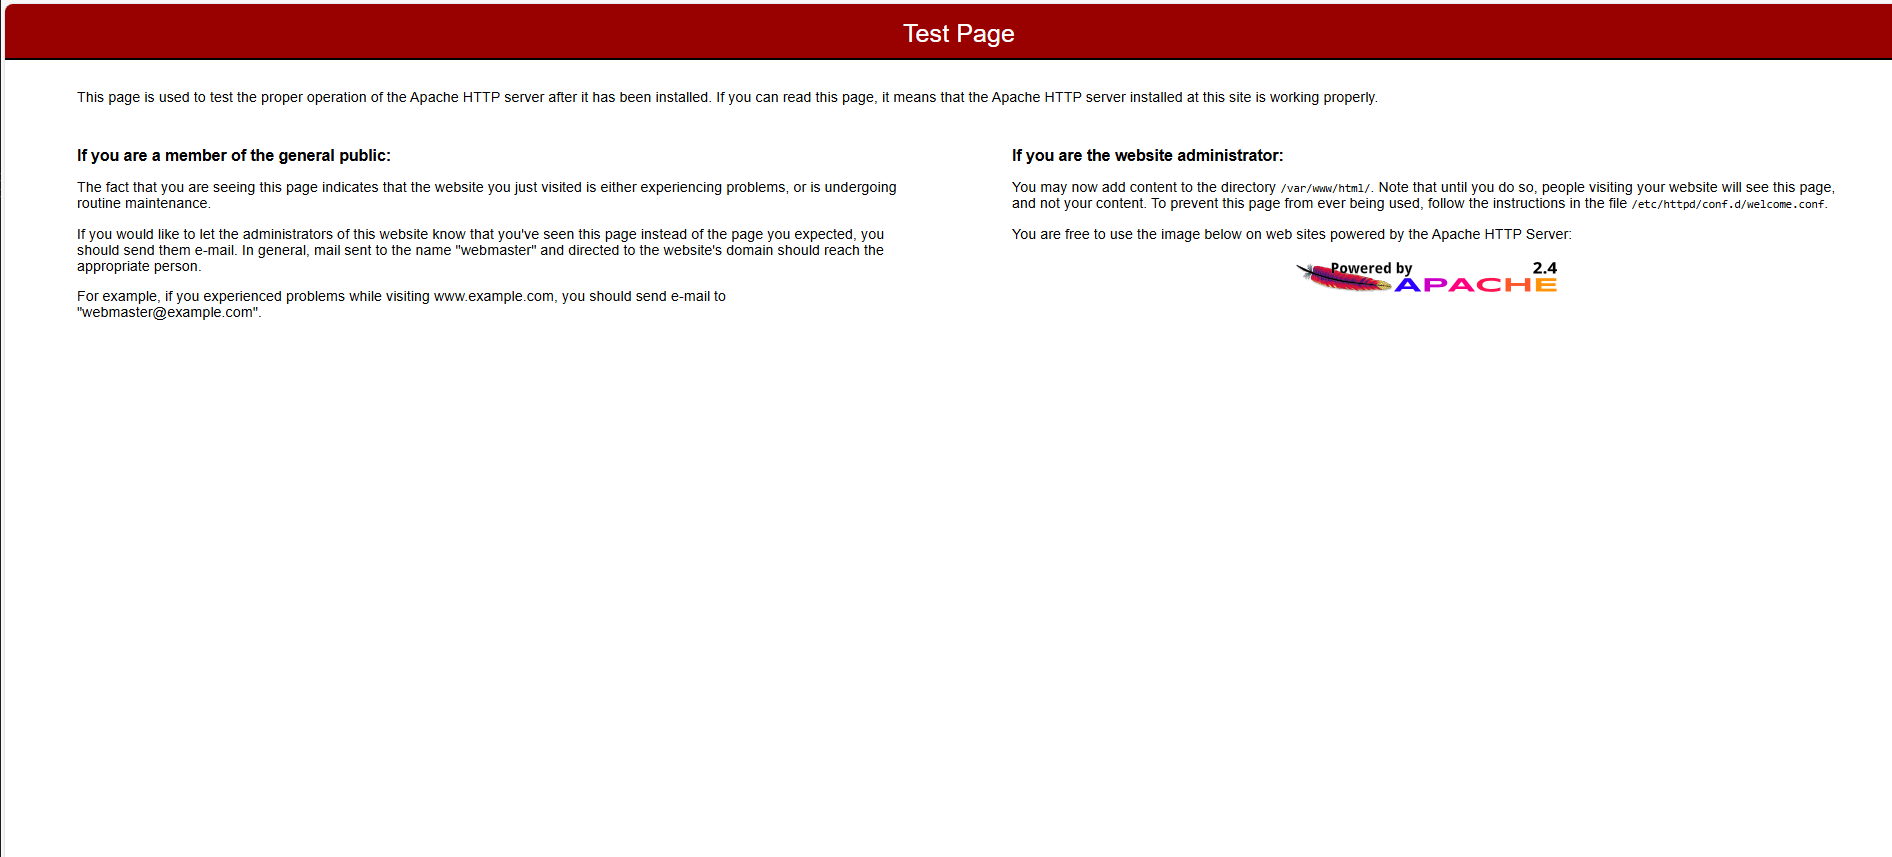 Test Page
This page is used to test the proper operation of the Apache HTTP server after it has been installed. If you can read this page, it means that the Apache HTTP server installed at this site is working properly.
If you are a member of the general public:
The fact that you are seeing this page indicates that the website you just visited is either experiencing problems, or is undergoing
routine maintenance.
If you would like to let the administrators of this website know that you've seen this page instead of the page you expected, you
should send them e-mail. In general, mail sent to the name "webmaster" and directed to the website's domain should reach the
appropriate person.
For example, if you experienced problems while visiting www.example.com, you should send e-mail to
"webmaster@example.com".
If you are the website administrator:
You may now add content to the directory /var/www/html/. Note that until you do so, people visiting your website will see this page,
and not your content. To prevent this page from ever being used, follow the instructions in the file /etc/httpd/conf.d/welcome.conf.
You are free to use the image below on web sites powered by the Apache HTTP Server:
Powered by 2.4
APACHE